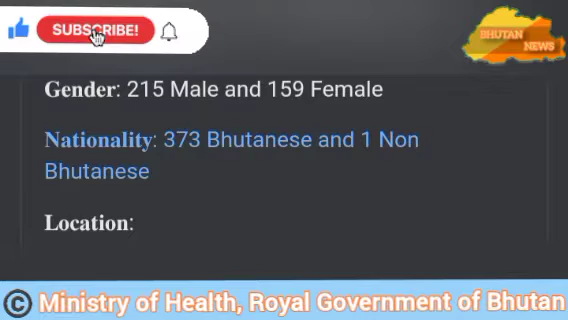 SUBSCRIBE!
BHUTAN
NEWS
Gender: 215 Male and 159 Female
Nationality: 373 Bhutanese and 1 Non
Bhutanese
Location:
© Ministry of Health, Royal Government of Bhutan